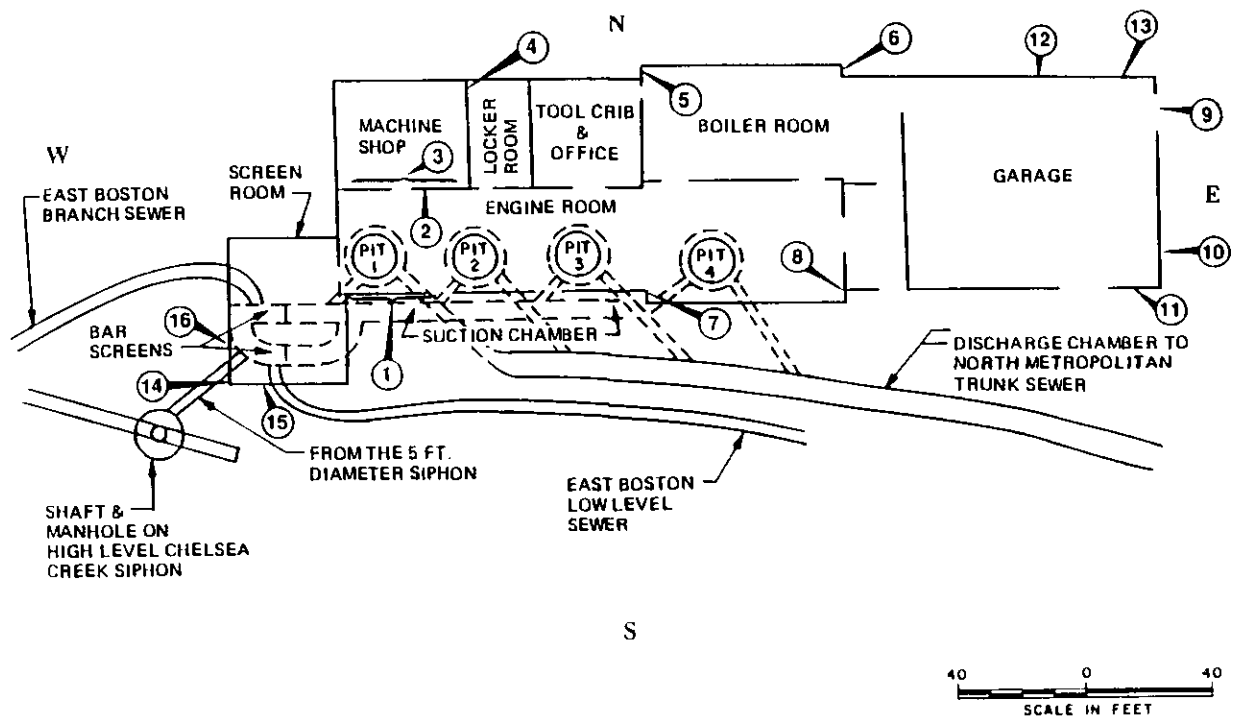 N
4
6
12
13
5
TOOL CRIB
&
OFFICE
LOCKER
ROOM
MACHINE
SHOP
3
BOILER ROOM
9
W
SCREEN
ROOM
GARAGE
E
EAST BOSTON
BRANCH SEWER
ENGINE ROOM
2
PIT
1
PIT
2
PIT
3
PIT
4
8
10
11
16
BAR
SCREENS
SUCTION CHAMBER
7
1
14
15
DISCHARGE CHAMBER TO
NORTH METROPOLITAN
TRUNK SEWER
FROM THE 5 FT.
DIAMETER SIPHON
EAST BOSTON
LOW LEVEL
SEWER
SHAFT &
MANHOLE ON
HIGH LEVEL CHELSEA
CREEK SIPHON
S
40 0 40
SCALE IN FEET